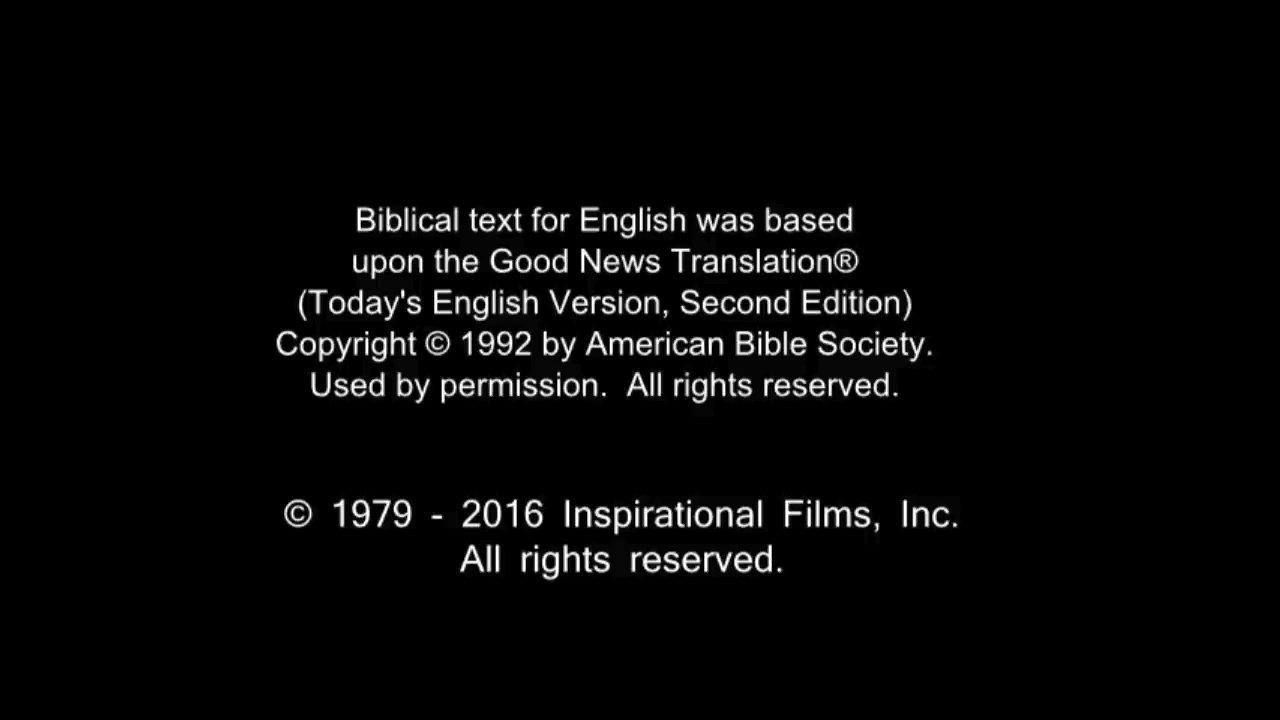 Biblical text for English was based
upon the Good News Translation®
(Today's English Version, Second Edition)
Copyright © 1992 by American Bible Society.
Used by permission.  All rights reserved.
© 1979 - 2016 Inspirational Films, Inc.
All rights reserved.